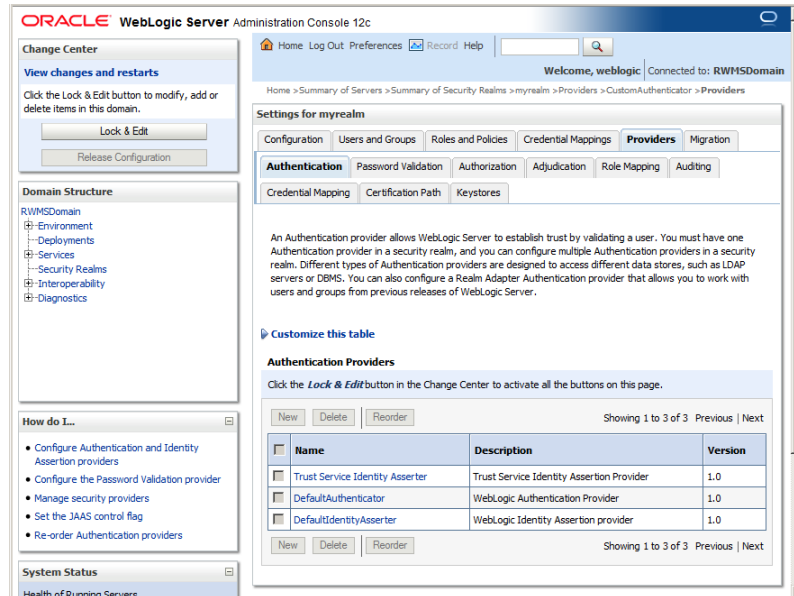 ORACLE WebLogic Server Administration Console 12c
Change Center
View changes and restarts
Click the Lock & Edit button to modify, add or
delete items in this domain.
Lock & Edit
Release Configuration
Domain Structure
RWMSDomain
Environment
Deployments
Services
Security Realms
Interoperability
Diagnostics
How do I...
Configure Authentication and Identity
Assertion providers
Configure the Password Validation provider
Manage security providers
Set the JAAS control flag
Re-order Authentication providers
System Status
Health of Running Servers
Home Log Out Preferences Record Help
Welcome, weblogic Connected to: RWMSDomain
Home >Summary of Servers >Summary of Security Realms >myrealm >Providers >CustomAuthenticator >Providers
Settings for myrealm
Configuration Users and Groups Roles and Policies Credential Mappings Providers Migration
Authentication Password Validation Authorization Adjudication Role Mapping Auditing
Credential Mapping Certification Path Keystores
An Authentication provider allows WebLogic Server to establish trust by validating a user. You must have one
Authentication provider in a security realm, and you can configure multiple Authentication providers in a security
realm. Different types of Authentication providers are designed to access different data stores, such as LDAP
servers or DBMS. You can also configure a Realm Adapter Authentication provider that allows you to work with
users and groups from previous releases of WebLogic Server.
Customize this table
Authentication Providers
Click the Lock & Edit button in the Change Center to activate all the buttons on this page.
New Delete Reorder Showing 1 to 3 of 3 Previous | Next
Name Description Version
Trust Service Identity Asserter Trust Service Identity Assertion Provider 1.0
DefaultAuthenticator WebLogic Authentication Provider 1.0
DefaultIdentityAsserter WebLogic Identity Assertion provider 1.0
New Delete Reorder Showing 1 to 3 of 3 Previous | Next